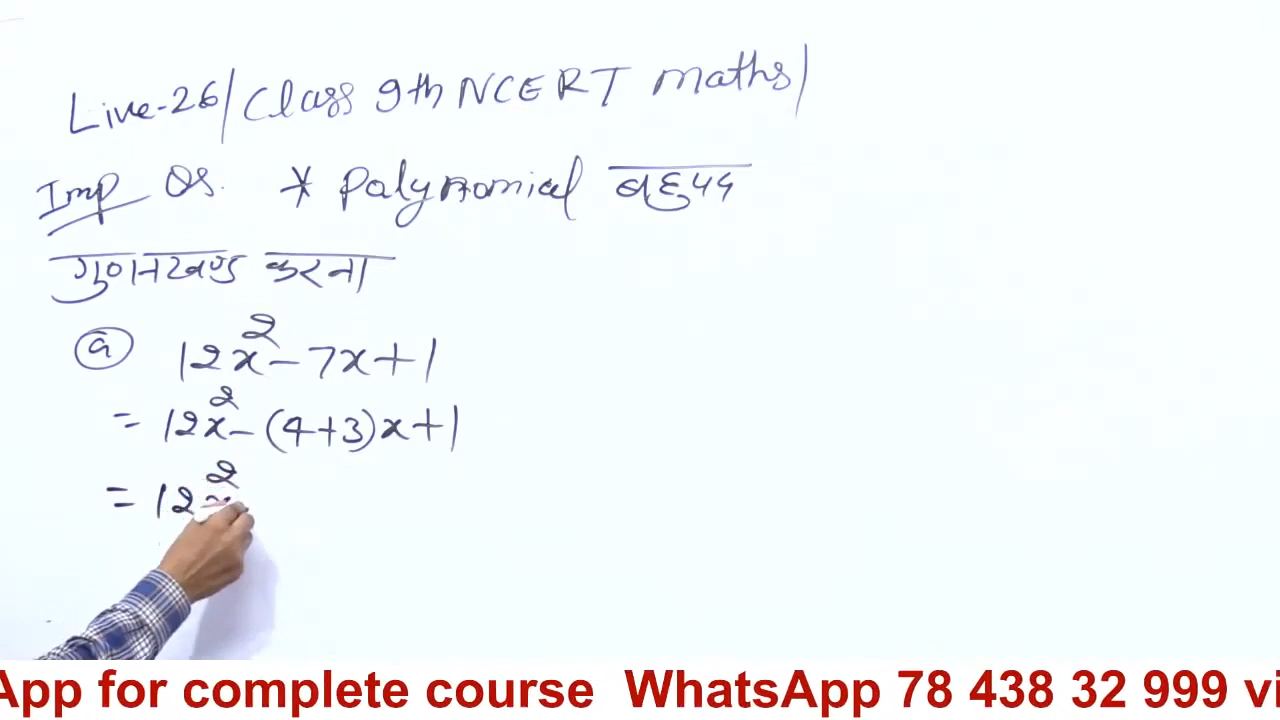 Live-26/Class 9th NCERT maths/
Imp Qs. * Polynomial बहुपद
गुणनखण्ड करना
(a) 12x² - 7x + 1
= 12x² - (4+3)x + 1
= 12x²
App for complete course WhatsApp 78 438 32 999 vi